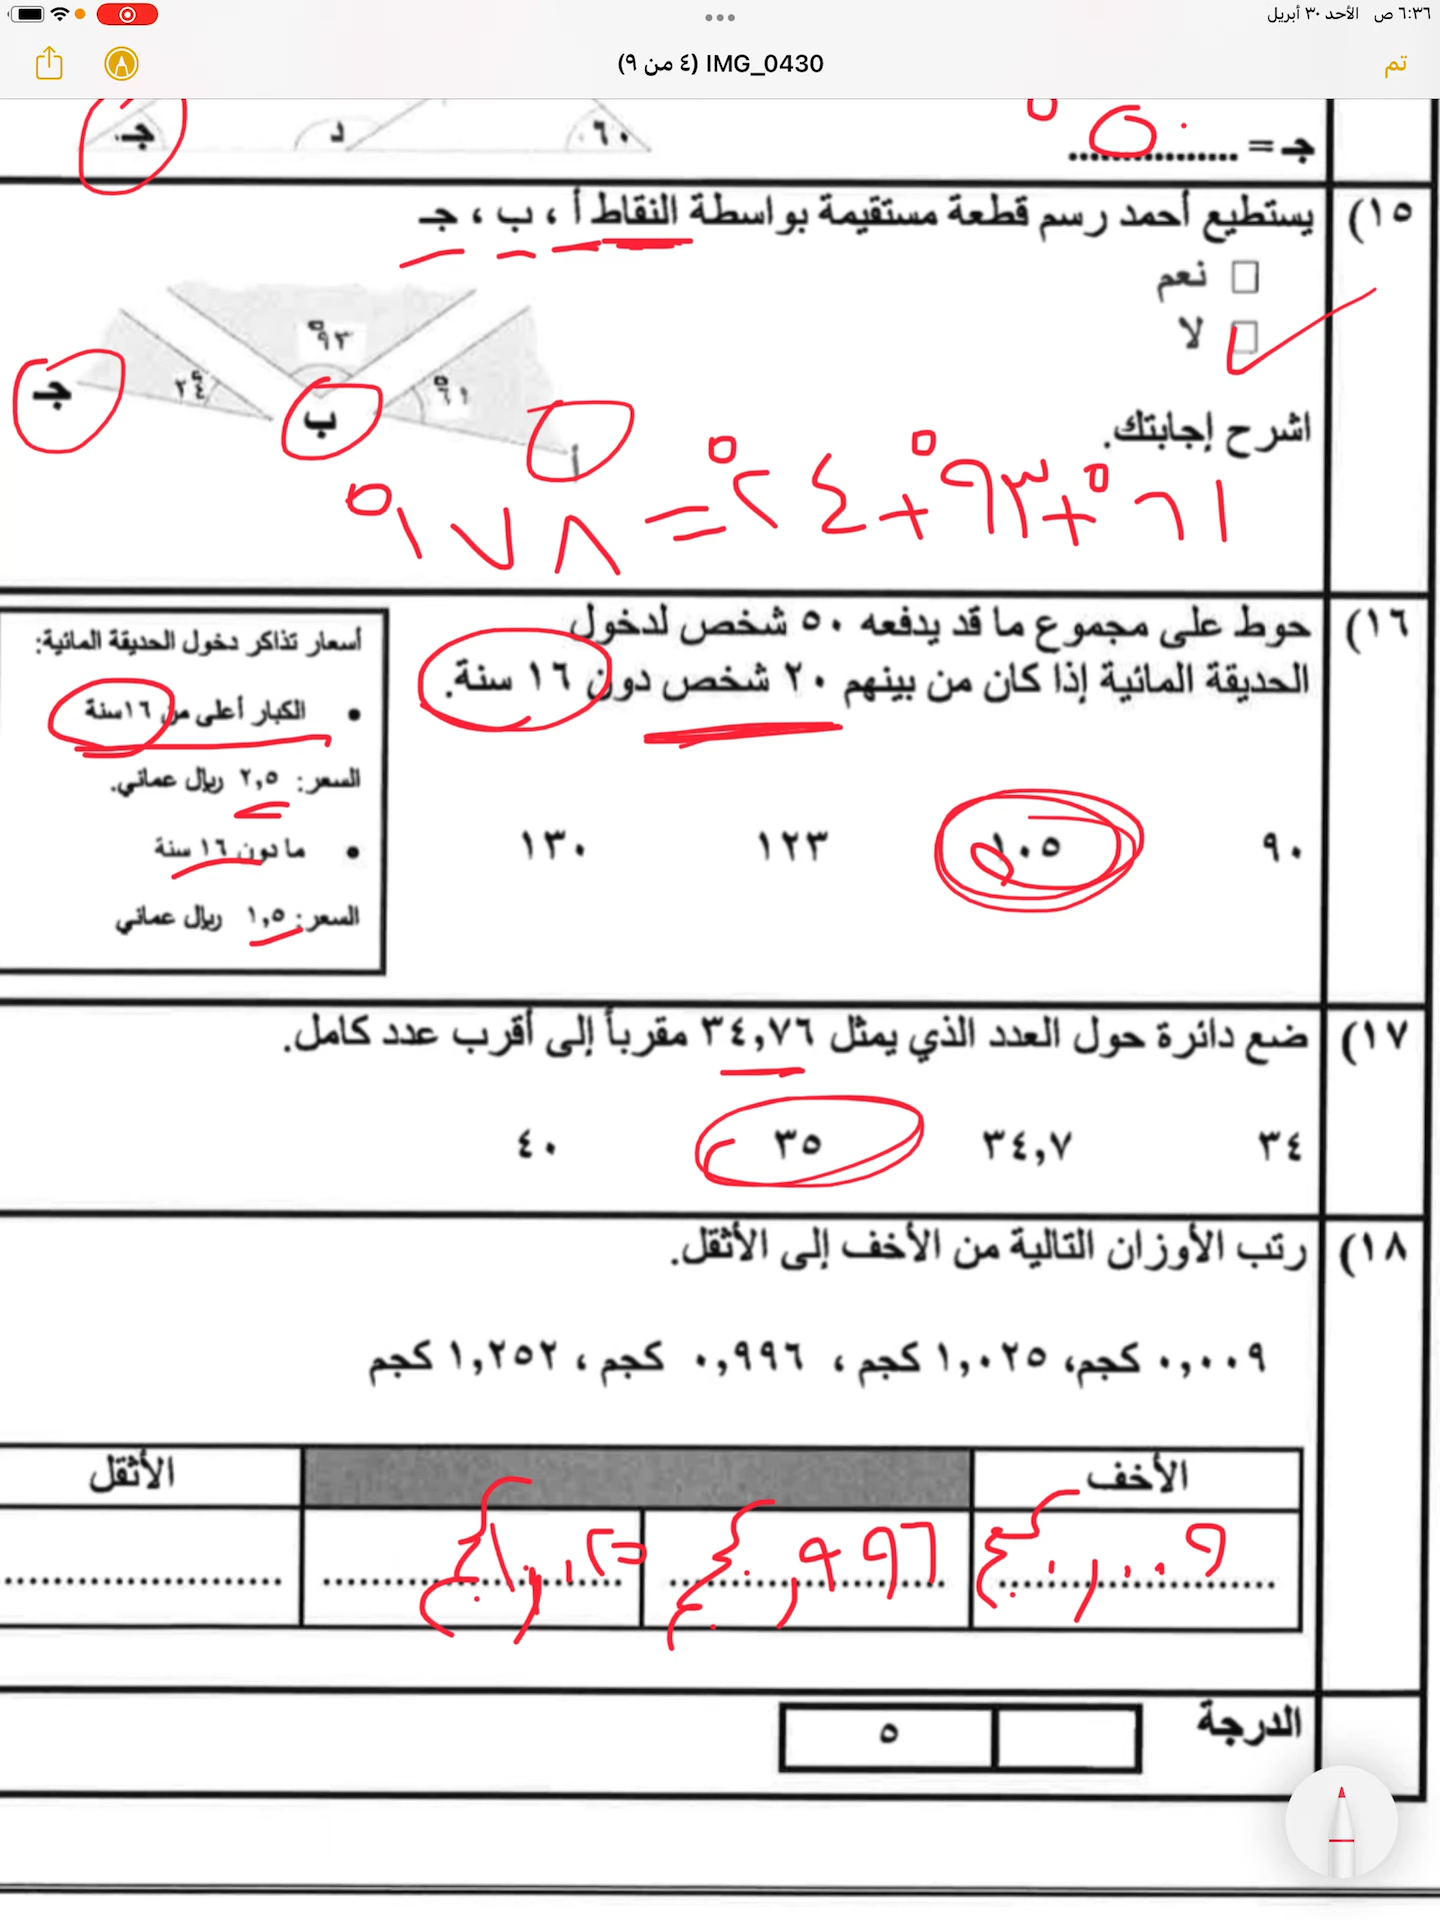 ٦:٣٦ ص الأحد ٣٠ أبريل
تم
IMG_0430 (٤ من ٩)
جـ = ...............
٥٠°
٦٠
د
جـ
١٥) يستطيع أحمد رسم قطعة مستقيمة بواسطة النقاط أ ، ب ، جـ
نعم
لا
٩٣°
٢٤°
٦١°
جـ
ب
أ
اشرح إجابتك.
٦١°+٩٣°+٢٤°=١٧٨°
١٦) حوط على مجموع ما قد يدفعه ٥٠ شخص لدخول
الحديقة المائية إذا كان من بينهم ٢٠ شخص دون ١٦ سنة.
٩٠ ١٠٥ ١٢٣ ١٣٠
أسعار تذاكر دخول الحديقة المائية:
• الكبار أعلى من ١٦سنة
السعر: ٢,٥ ريال عماني.
• ما دون ١٦ سنة
السعر: ١,٥ ريال عماني
١٧) ضع دائرة حول العدد الذي يمثل ٣٤,٧٦ مقرباً إلى أقرب عدد كامل.
٣٤ ٣٤,٧ ٣٥ ٤٠
١٨) رتب الأوزان التالية من الأخف إلى الأثقل.
٠,٠٠٩ كجم، ١,٠٢٥ كجم ، ٠,٩٩٦ كجم ، ١,٢٥٢ كجم
الأخف الأثقل
٠,٠٠٩ كجم ٠,٩٩٦ كجم ١,٠٢٥ كجم ...............
الدرجة ٥